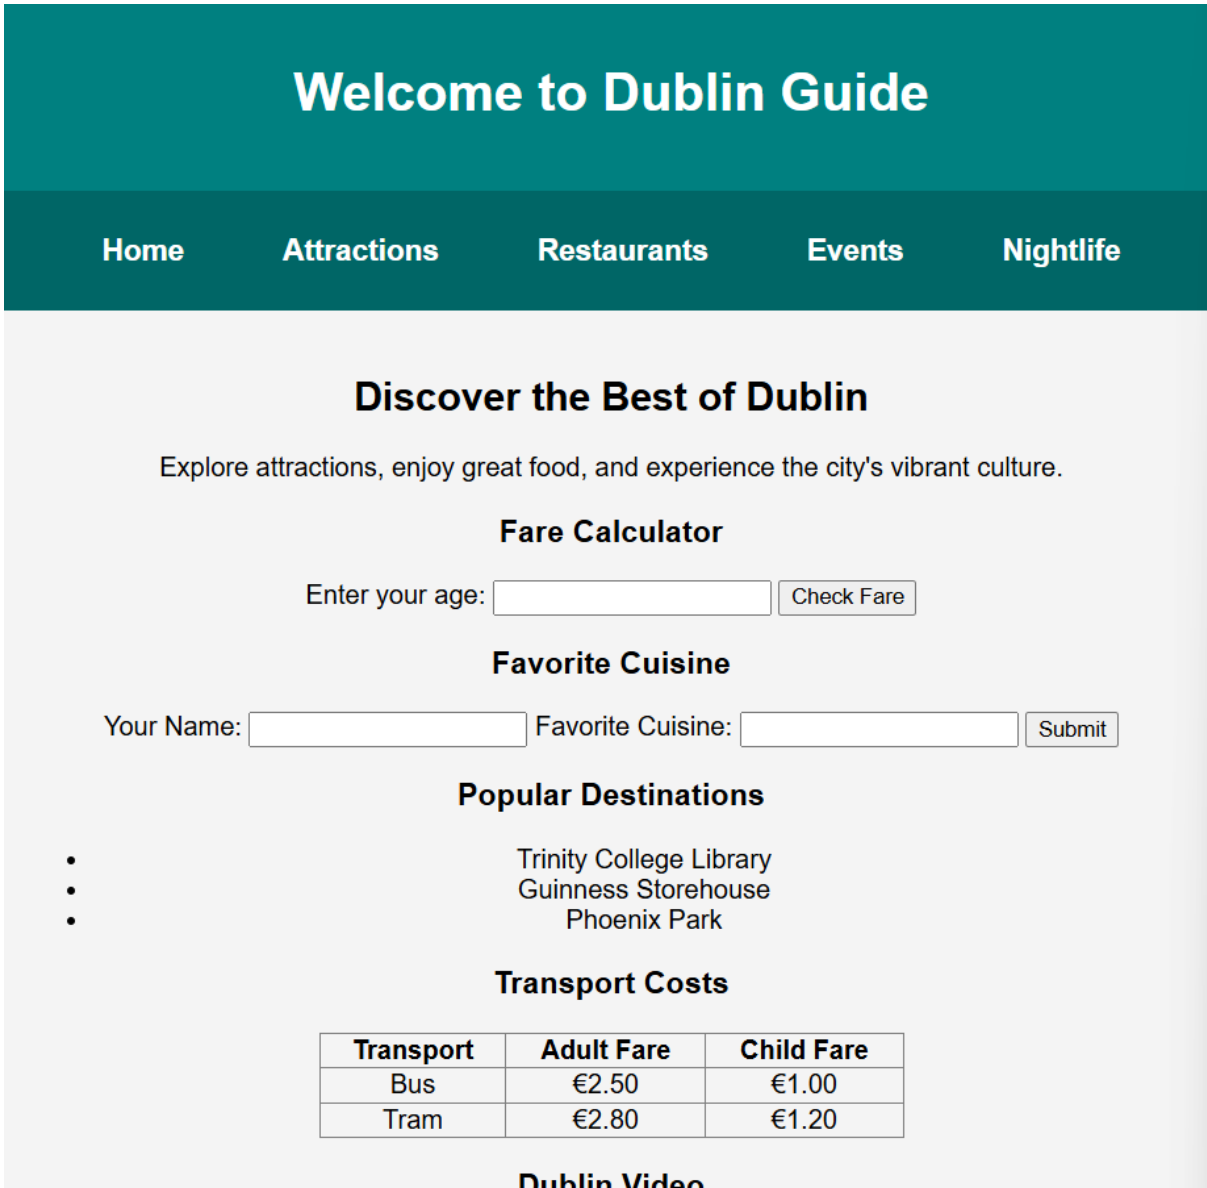 Welcome to Dublin Guide
Home Attractions Restaurants Events Nightlife
Discover the Best of Dublin
Explore attractions, enjoy great food, and experience the city's vibrant culture.
Fare Calculator
Enter your age: Check Fare
Favorite Cuisine
Your Name: Favorite Cuisine: Submit
Popular Destinations
Trinity College Library
Guinness Storehouse
Phoenix Park
Transport Costs
Transport Adult Fare Child Fare
Bus €2.50 €1.00
Tram €2.80 €1.20
Dublin Video